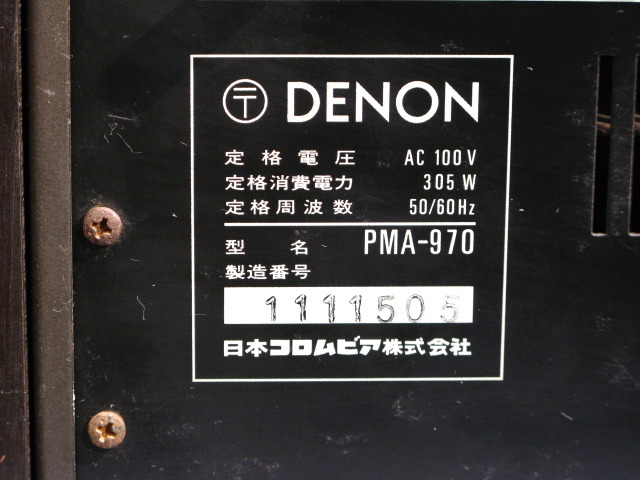 〒 DENON
定格電圧 AC 100V
定格消費電力 305W
定格周波数 50/60Hz
型名 PMA-970
製造番号
1111505
日本コロムビア株式会社